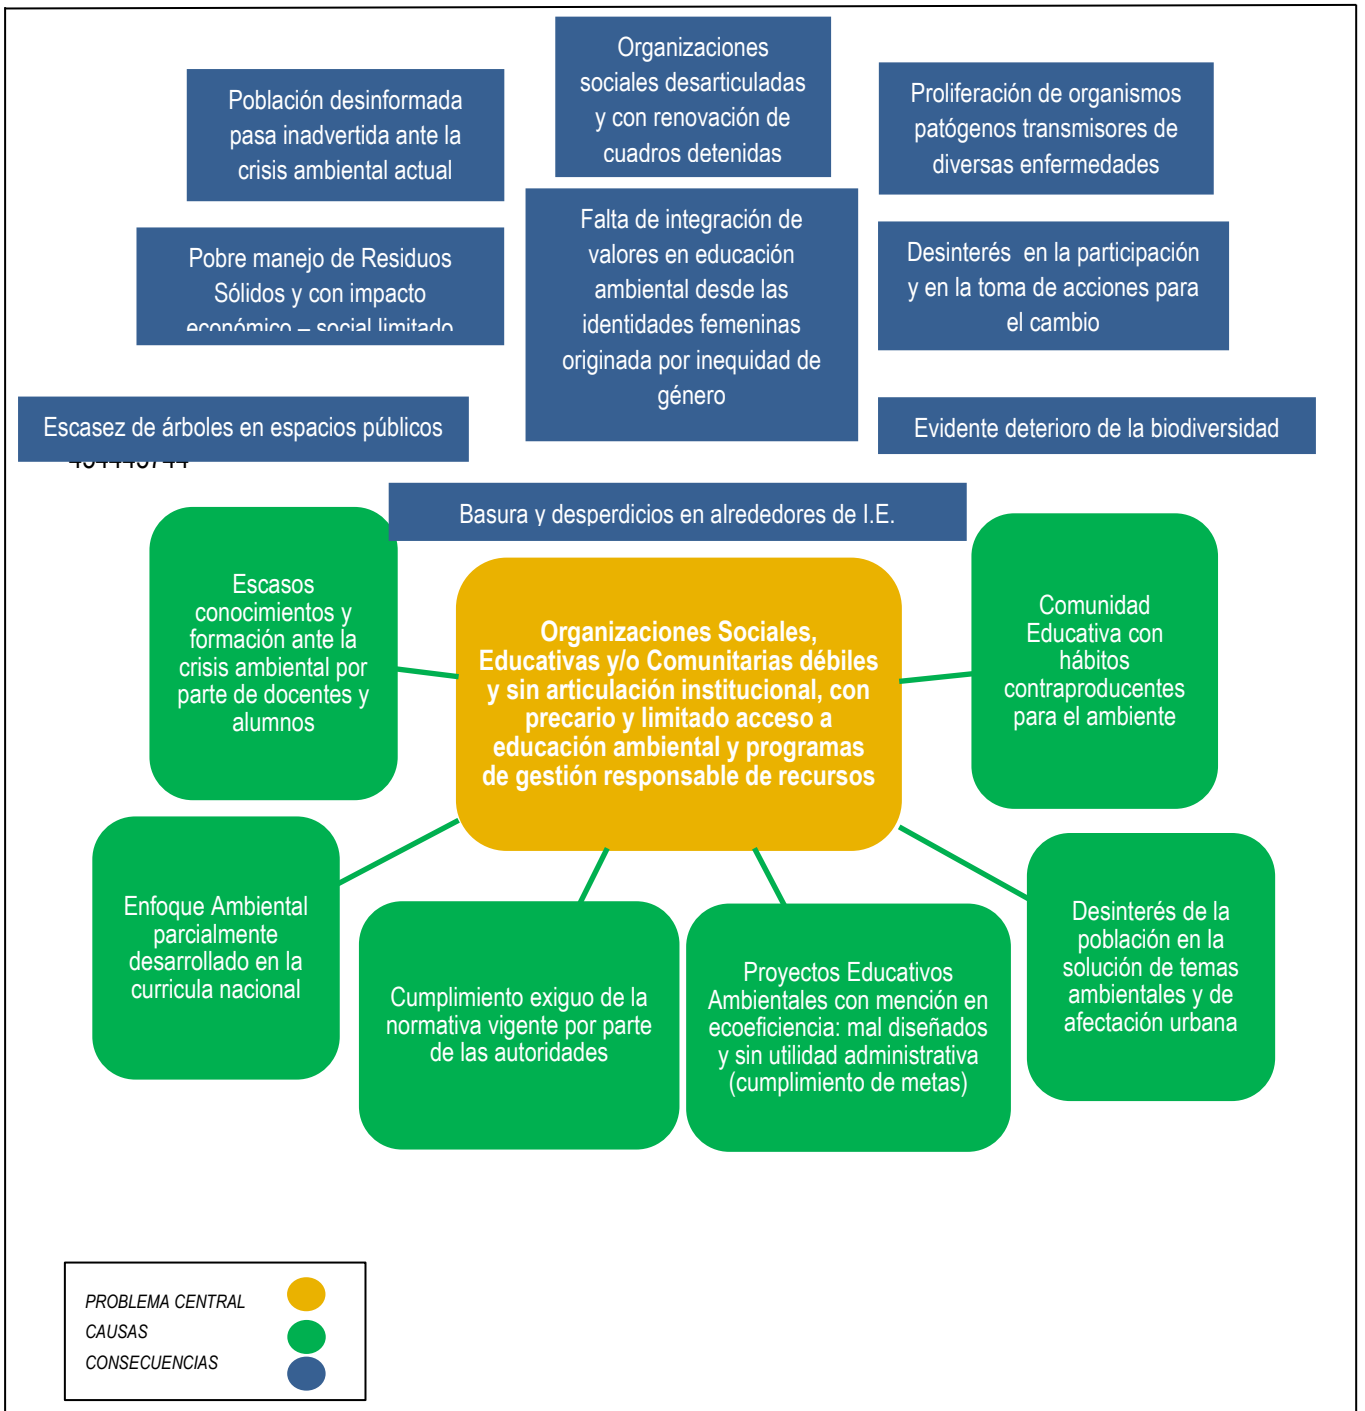 Organizaciones
sociales desarticuladas
y con renovación de
cuadros detenidas
Población desinformada
pasa inadvertida ante la
crisis ambiental actual
Proliferación de organismos
patógenos transmisores de
diversas enfermedades
Falta de integración de
valores en educación
ambiental desde las
identidades femeninas
originada por inequidad de
género
Pobre manejo de Residuos
Sólidos y con impacto
económico – social limitado
Desinterés en la participación
y en la toma de acciones para
el cambio
Escasez de árboles en espacios públicos
Evidente deterioro de la biodiversidad
Basura y desperdicios en alrededores de I.E.
Escasos
conocimientos y
formación ante la
crisis ambiental por
parte de docentes y
alumnos
Organizaciones Sociales,
Educativas y/o Comunitarias débiles
y sin articulación institucional, con
precario y limitado acceso a
educación ambiental y programas
de gestión responsable de recursos
Comunidad
Educativa con
hábitos
contraproducentes
para el ambiente
Enfoque Ambiental
parcialmente
desarrollado en la
curricula nacional
Cumplimiento exiguo de la
normativa vigente por parte
de las autoridades
Proyectos Educativos
Ambientales con mención en
ecoeficiencia: mal diseñados
y sin utilidad administrativa
(cumplimiento de metas)
Desinterés de la
población en la
solución de temas
ambientales y de
afectación urbana
PROBLEMA CENTRAL
CAUSAS
CONSECUENCIAS